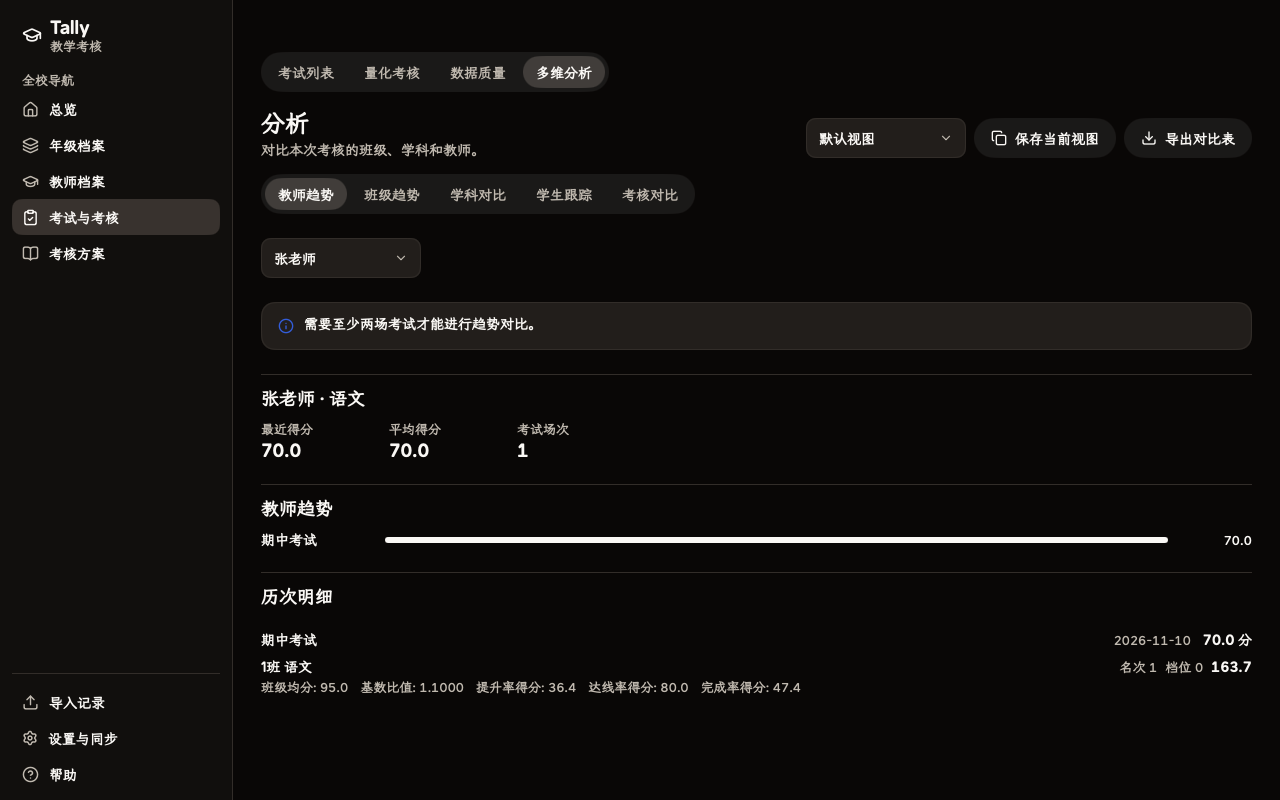 Tally
教学考核
全校导航
总览
年级档案
教师档案
考试与考核
考核方案
导入记录
设置与同步
帮助
考试列表 量化考核 数据质量 多维分析
分析
对比本次考核的班级、学科和教师。
默认视图 保存当前视图 导出对比表
教师趋势 班级趋势 学科对比 学生跟踪 考核对比
张老师
需要至少两场考试才能进行趋势对比。
张老师 · 语文
最近得分 平均得分 考试场次
70.0 70.0 1
教师趋势
期中考试 70.0
历次明细
期中考试 2026-11-10 70.0 分
1班 语文 名次 1 档位 0 163.7
班级均分: 95.0 基数比值: 1.1000 提升率得分: 36.4 达线率得分: 80.0 完成率得分: 47.4